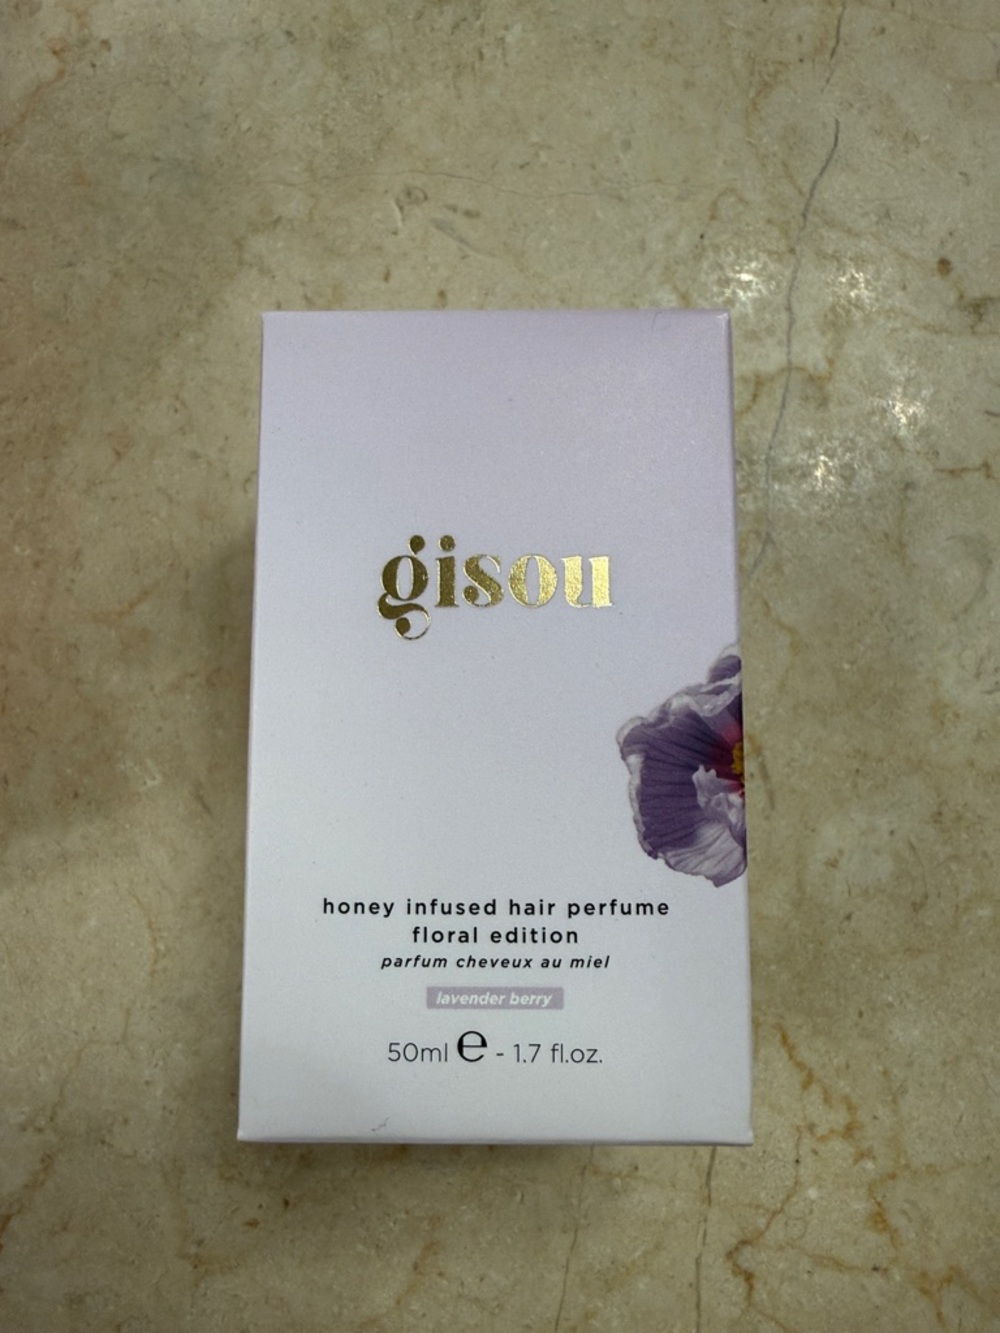 gisou
honey infused hair perfume
floral edition
parfum cheveux au miel
lavender berry
50ml e - 1.7 fl.oz.